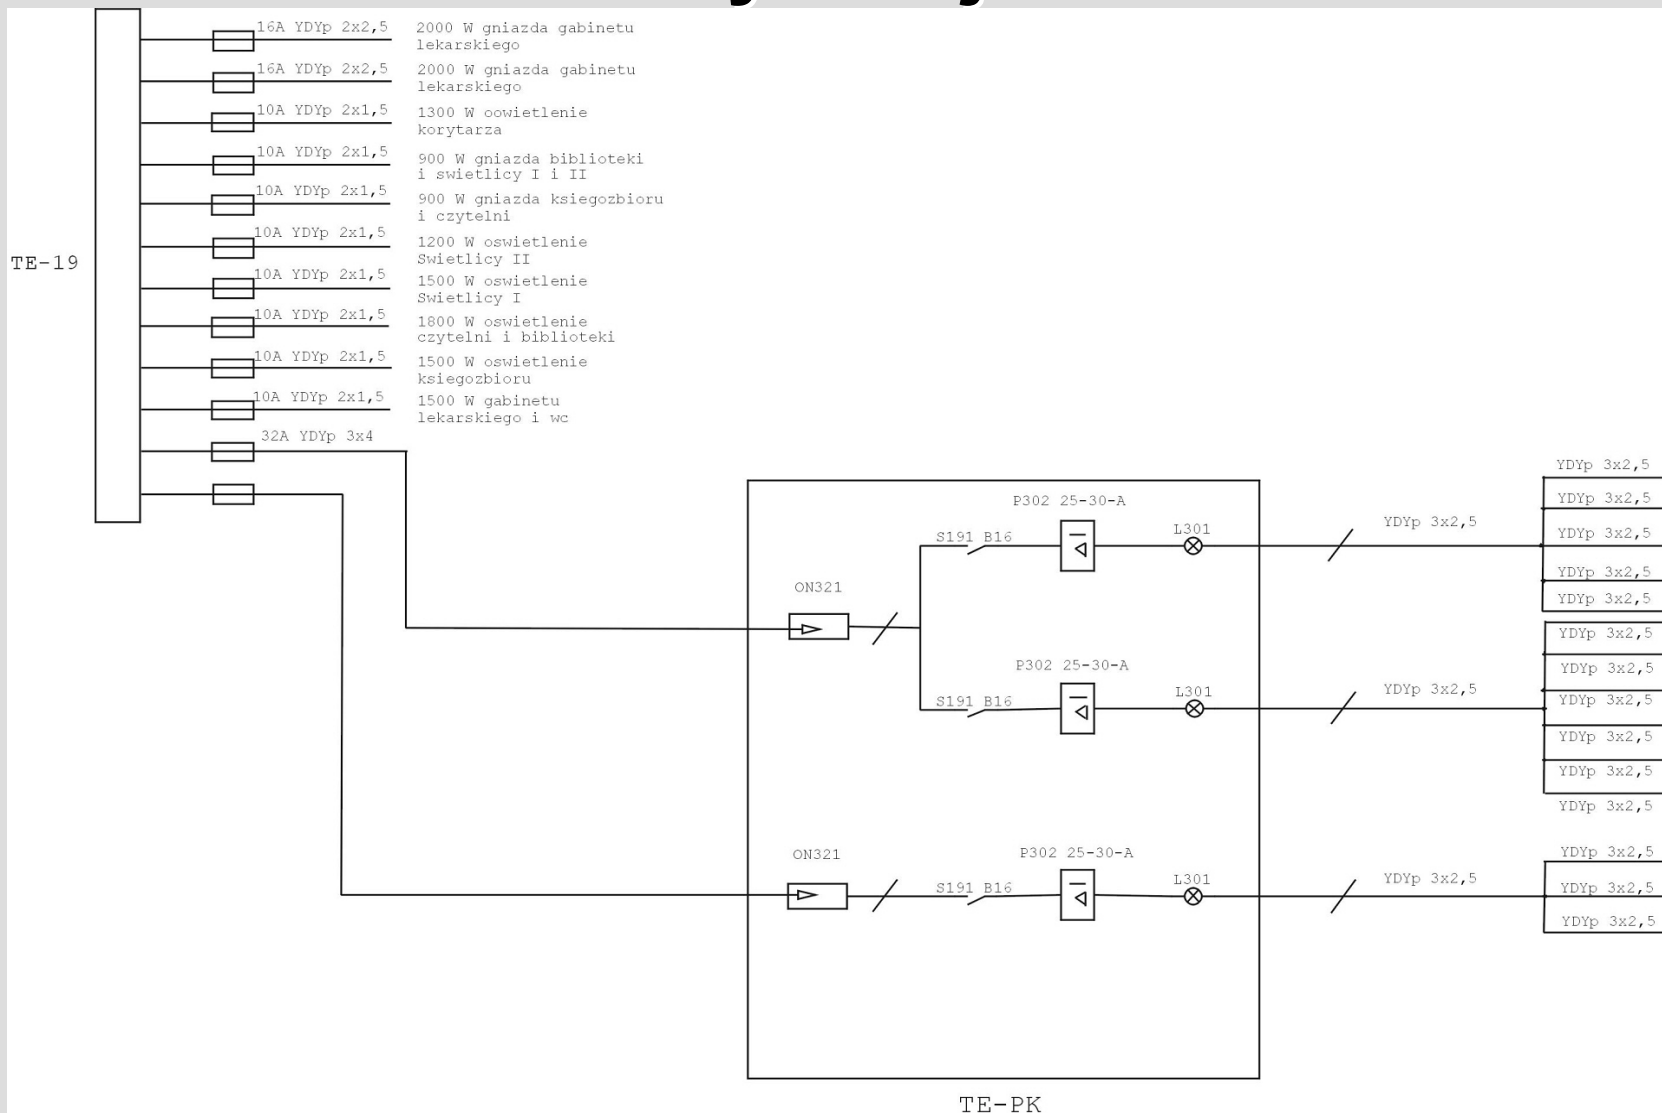 16A YDYp 2x2,5
2000 W gniazda gabinetu
lekarskiego
16A YDYp 2x2,5
2000 W gniazda gabinetu
lekarskiego
10A YDYp 2x1,5
1300 W oowietlenie
korytarza
10A YDYp 2x1,5
900 W gniazda biblioteki
i swietlicy I i II
10A YDYp 2x1,5
900 W gniazda ksiegozbioru
i czytelni
10A YDYp 2x1,5
1200 W oswietlenie
Swietlicy II
TE-19
10A YDYp 2x1,5
1500 W oswietlenie
Swietlicy I
10A YDYp 2x1,5
1800 W oswietlenie
czytelni i biblioteki
10A YDYp 2x1,5
1500 W oswietlenie
ksiegozbioru
10A YDYp 2x1,5
1500 W gabinetu
lekarskiego i wc
32A YDYp 3x4
P302 25-30-A
S191 B16
L301
YDYp 3x2,5
YDYp 3x2,5
YDYp 3x2,5
YDYp 3x2,5
YDYp 3x2,5
YDYp 3x2,5
ON321
P302 25-30-A
S191 B16
L301
YDYp 3x2,5
YDYp 3x2,5
YDYp 3x2,5
YDYp 3x2,5
YDYp 3x2,5
YDYp 3x2,5
YDYp 3x2,5
ON321
P302 25-30-A
S191 B16
L301
YDYp 3x2,5
YDYp 3x2,5
YDYp 3x2,5
YDYp 3x2,5
TE-PK